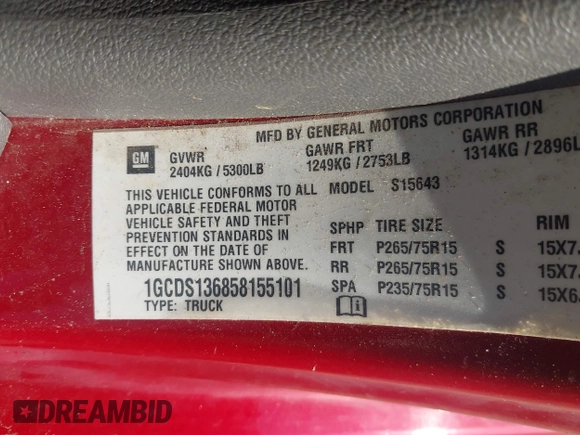 MFD BY GENERAL MOTORS CORPORATION
GM GVWR GAWR FRT GAWR RR
2404KG / 5300LB 1249KG / 2753LB 1314KG / 2896L
THIS VEHICLE CONFORMS TO ALL MODEL S15643
APPLICABLE FEDERAL MOTOR
VEHICLE SAFETY AND THEFT SPHP TIRE SIZE RIM
PREVENTION STANDARDS IN FRT P265/75R15 S 15X7.
EFFECT ON THE DATE OF RR P265/75R15 S 15X7.
MANUFACTURE SHOWN ABOVE. SPA P235/75R15 S 15X6.
1GCDS136858155101
TYPE: TRUCK
DREAMBID